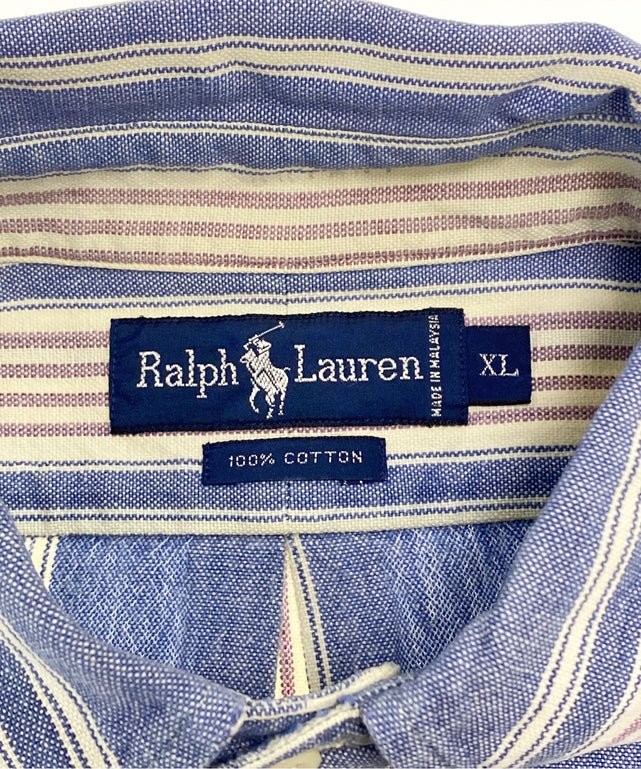 Ralph Lauren
MADE IN MALAYSIA
XL
100% COTTON